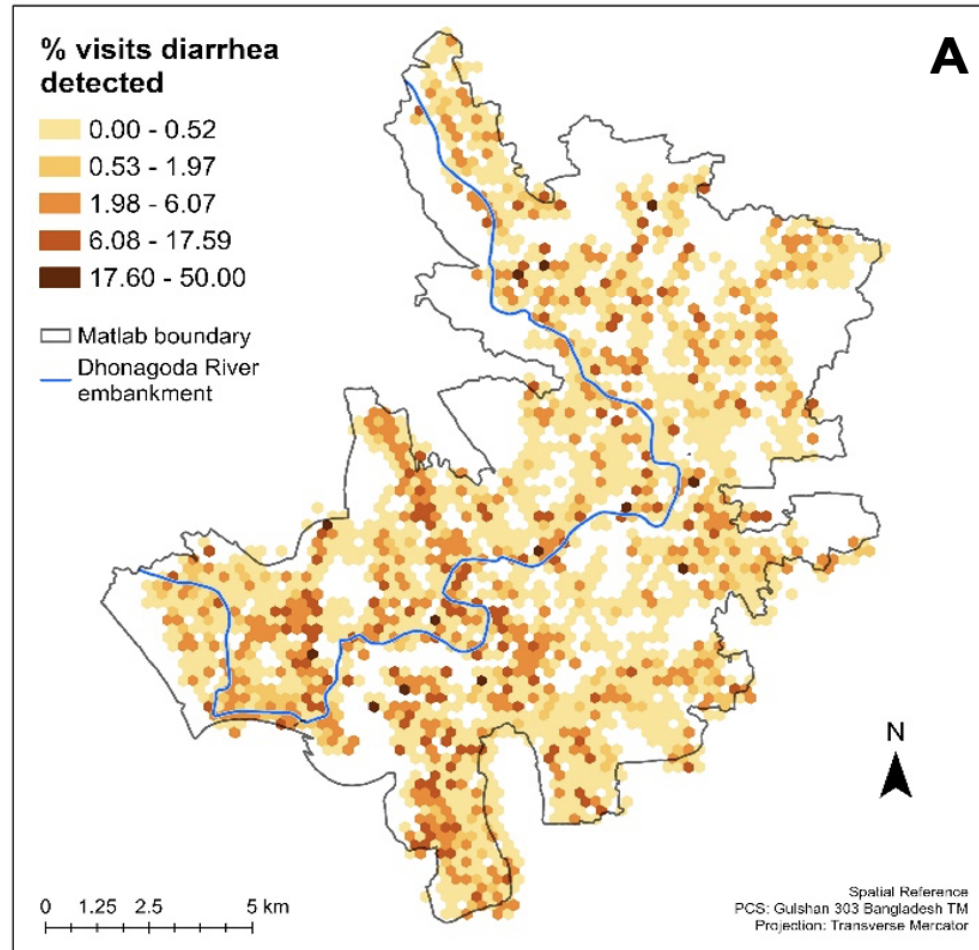 % visits diarrhea
detected
0.00 - 0.52
0.53 - 1.97
1.98 - 6.07
6.08 - 17.59
17.60 - 50.00
Matlab boundary
Dhonagoda River
embankment
A
N
0 1.25 2.5 5 km
Spatial Reference
PCS: Gulshan 303 Bangladesh TM
Projection: Transverse Mercator